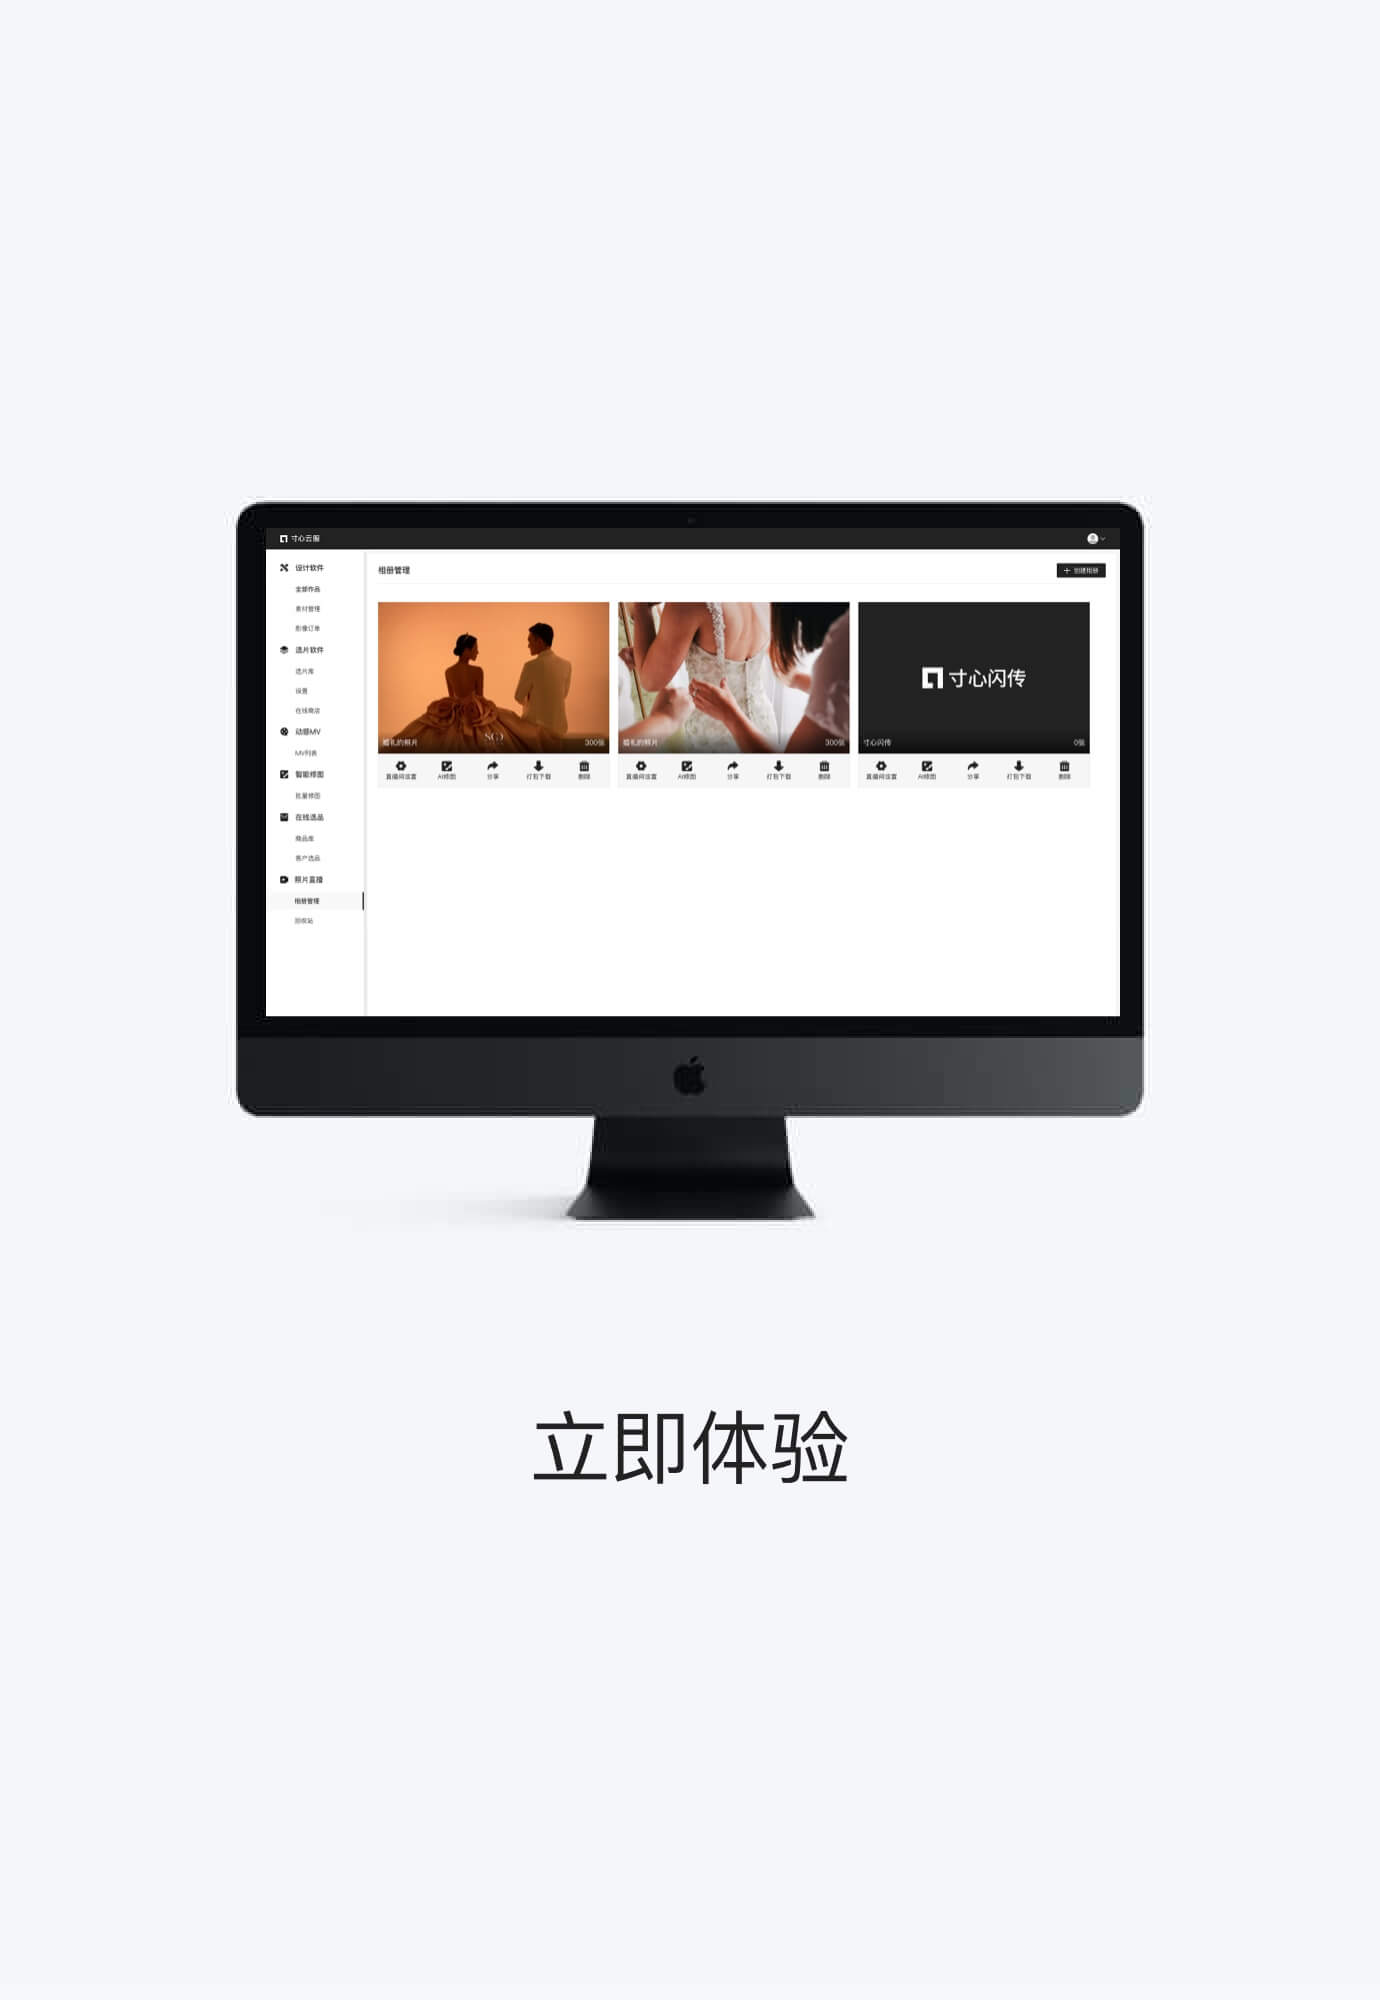 寸心云服
设计软件
全部作品
素材管理
影像订单
选片软件
选片库
设置
在线商店
动感MV
MV列表
智能修图
批量修图
在线选品
商品库
客户选品
照片直播
相册管理
回收站
相册管理
创建相册
婚礼的照片 300张
直播间设置 AI修图 分享 打包下载 删除
婚礼的照片 300张
直播间设置 AI修图 分享 打包下载 删除
寸心闪传
寸心闪传 0张
直播间设置 AI修图 分享 打包下载 删除
立即体验